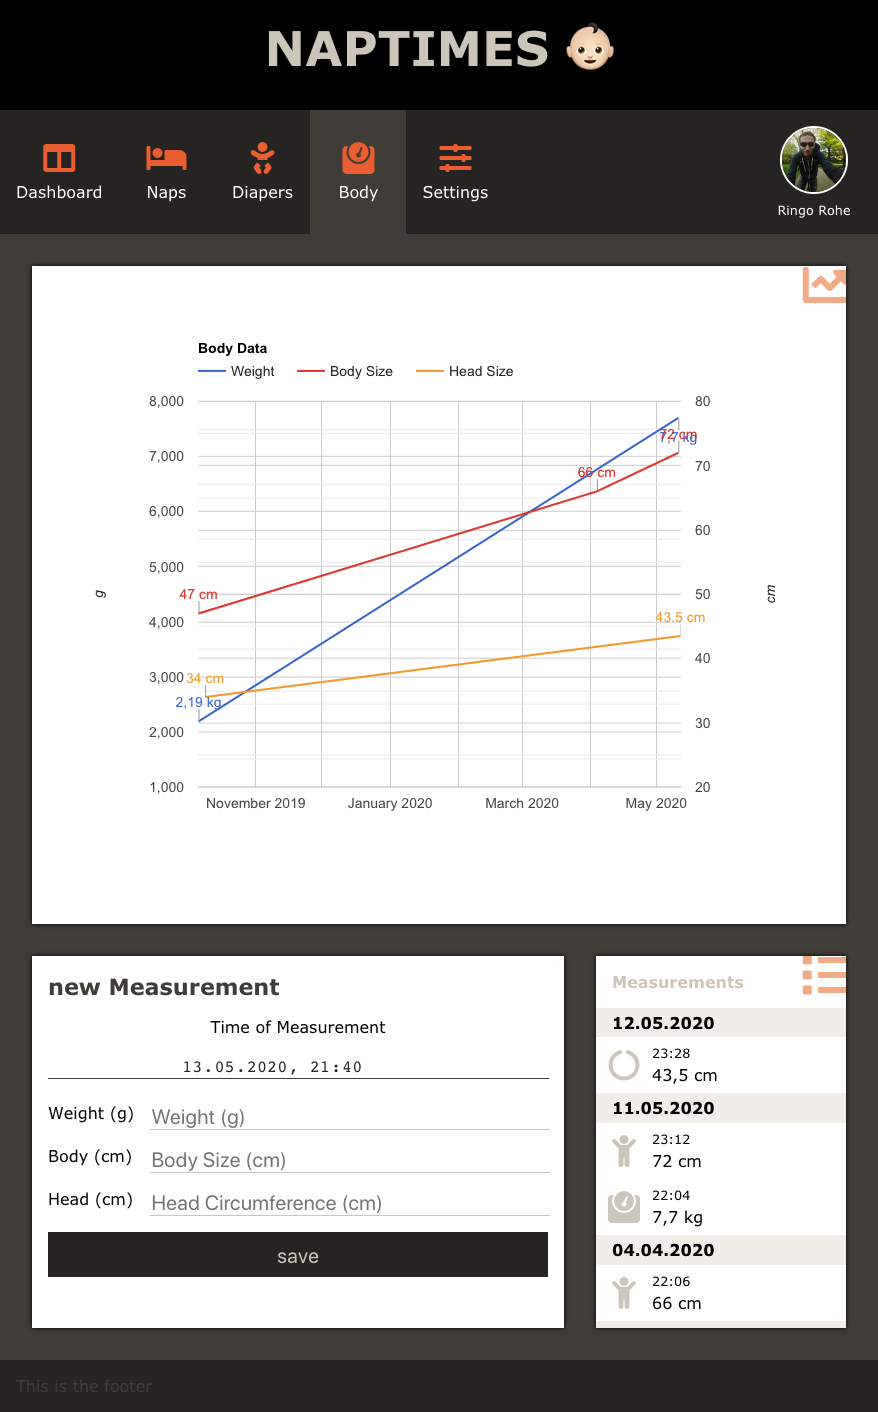 NAPTIMES
Dashboard
Naps
Diapers
Body
Settings
Ringo Rohe
Body Data
Weight
Body Size
Head Size
8,000
7,000
6,000
5,000
4,000
3,000
2,000
1,000
g
80
70
60
50
40
30
20
cm
72 cm
7,7 kg
66 cm
47 cm
43.5 cm
34 cm
2,19 kg
November 2019
January 2020
March 2020
May 2020
new Measurement
Time of Measurement
13.05.2020, 21:40
Weight (g) Weight (g)
Body (cm) Body Size (cm)
Head (cm) Head Circumference (cm)
save
Measurements
12.05.2020
23:28
43,5 cm
11.05.2020
23:12
72 cm
22:04
7,7 kg
04.04.2020
22:06
66 cm
This is the footer